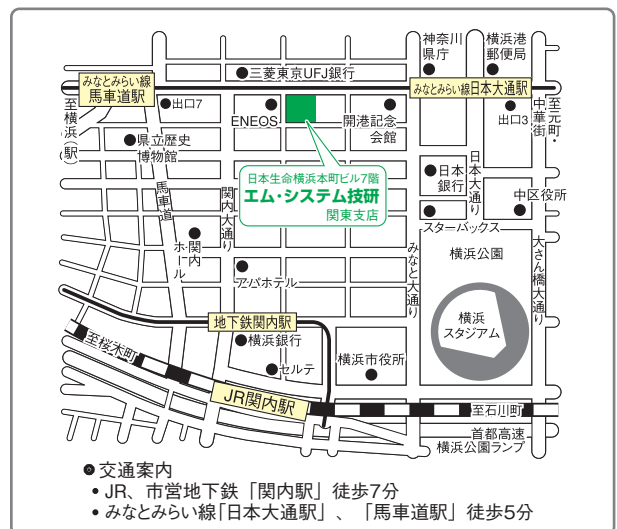 神奈川
県庁
横浜港
郵便局
三菱東京UFJ銀行
みなとみらい線
馬車道駅
みなとみらい線日本大通駅
至横浜(駅)
出口7
ENEOS
開港記念
会館
出口3
至元町・
中華街
県立歴史
博物館
日本生命横浜本町ビル7階
エム・システム技研
関東支店
日本
銀行
日本大通り
中区役所
馬車道
関内大通り
スターバックス
関内
ホール
みなと大通り
横浜公園
大さん橋大通り
アパホテル
横浜
スタジアム
地下鉄関内駅
横浜銀行
至桜木町
セルテ
横浜市役所
JR関内駅
至石川町
首都高速
横浜公園ランプ
交通案内
• JR、市営地下鉄「関内駅」徒歩7分
• みなとみらい線「日本大通駅」、「馬車道駅」徒歩5分